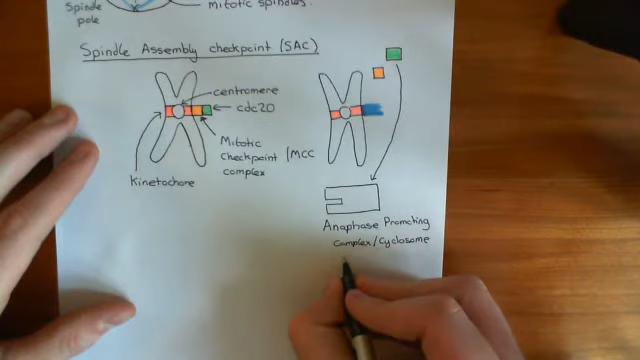 Spindle
pole
mitotic spindles.
Spindle Assembly checkpoint (SAC)
centromere
cdc20
Mitotic
Checkpoint /MCC
complex
Kinetochore
Anaphase Promoting
Complex/Cyclosome